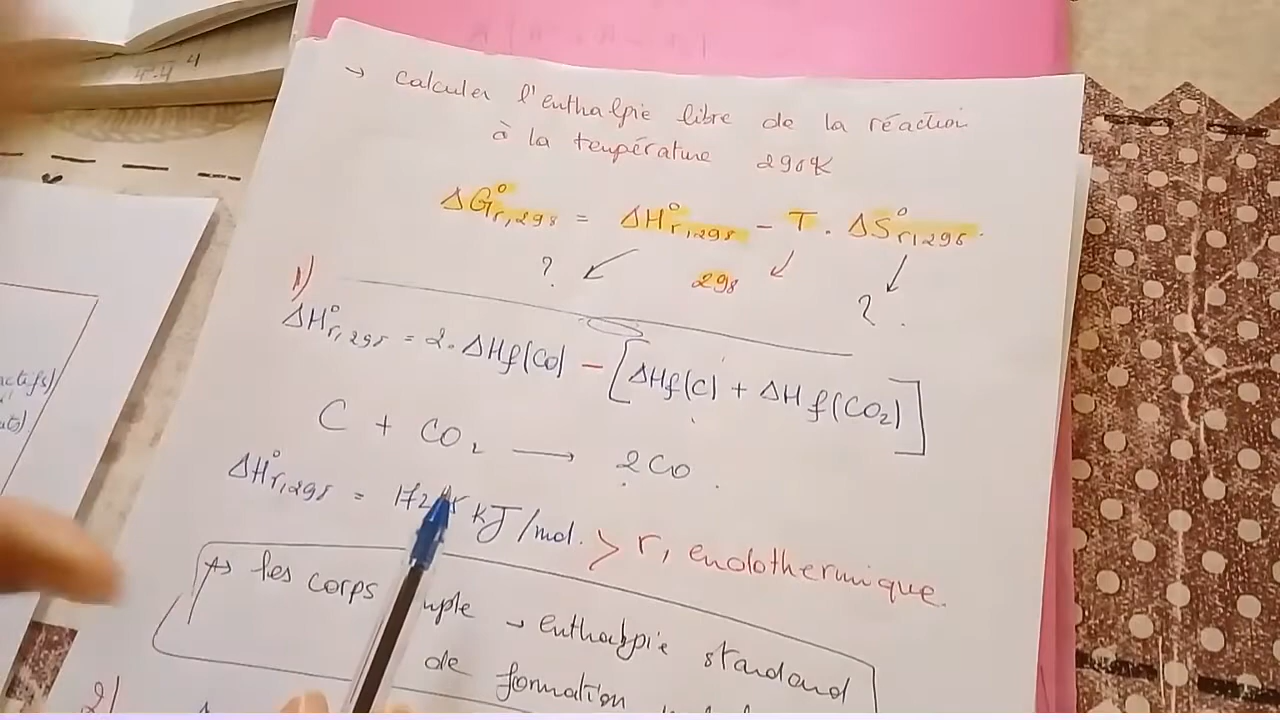 → Calculer l'enthalpie libre de la réaction
à la température 298K
ΔG°r,298 = ΔH°r,298 - T . ΔS°r,298.
? 298 ?
1)
ΔH°r,298 = 2. ΔHf(CO) - [ΔHf(C) + ΔHf(CO₂)]
C + CO₂ → 2CO
ΔH°r,298 = kJ/mol. > r, endothermique.
↦ les corps → enthalpie standard
de formation
2)